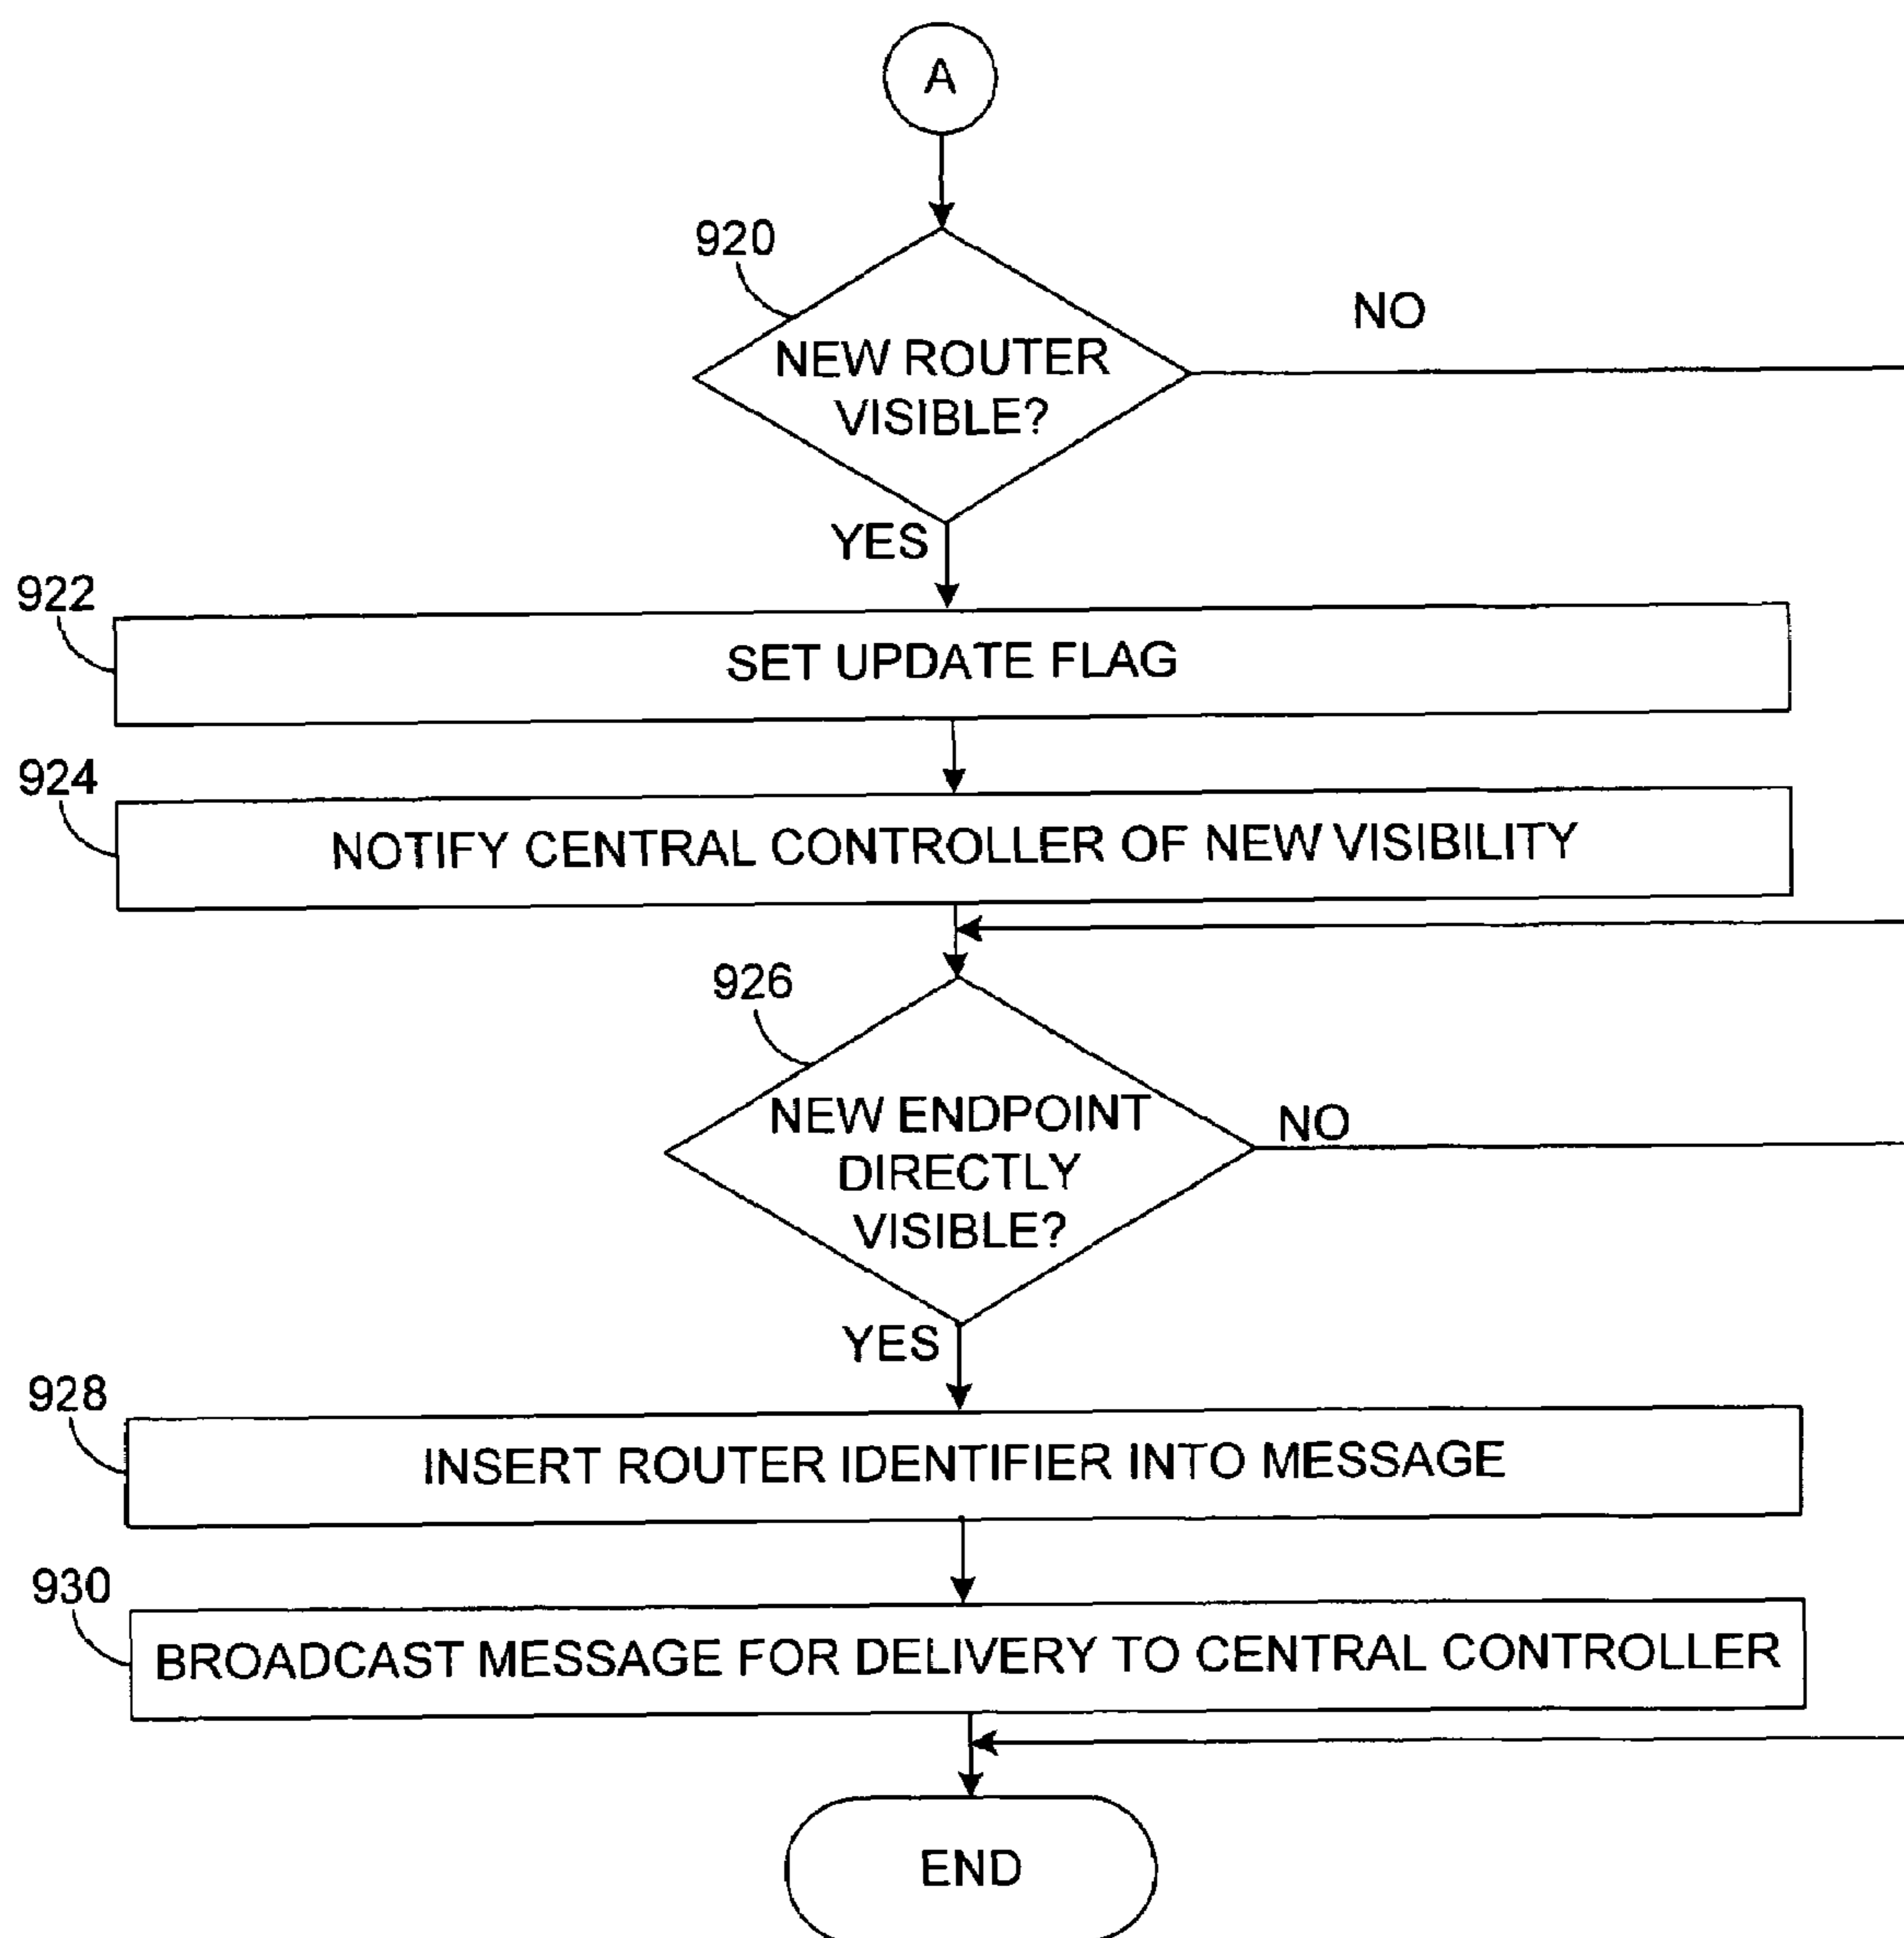 A
920
NO
NEW ROUTER
VISIBLE?
YES
922
SET UPDATE FLAG
924
NOTIFY CENTRAL CONTROLLER OF NEW VISIBILITY
926
NEW ENDPOINT
DIRECTLY
VISIBLE?
NO
YES
928
INSERT ROUTER IDENTIFIER INTO MESSAGE
930
BROADCAST MESSAGE FOR DELIVERY TO CENTRAL CONTROLLER
END